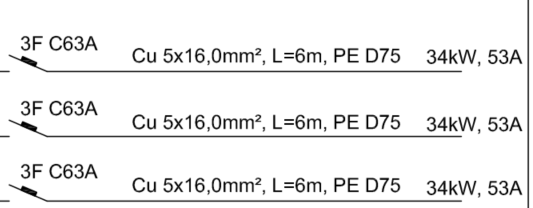 3F C63A
Cu 5x16,0mm², L=6m, PE D75 34kW, 53A
3F C63A
Cu 5x16,0mm², L=6m, PE D75 34kW, 53A
3F C63A
Cu 5x16,0mm², L=6m, PE D75 34kW, 53A